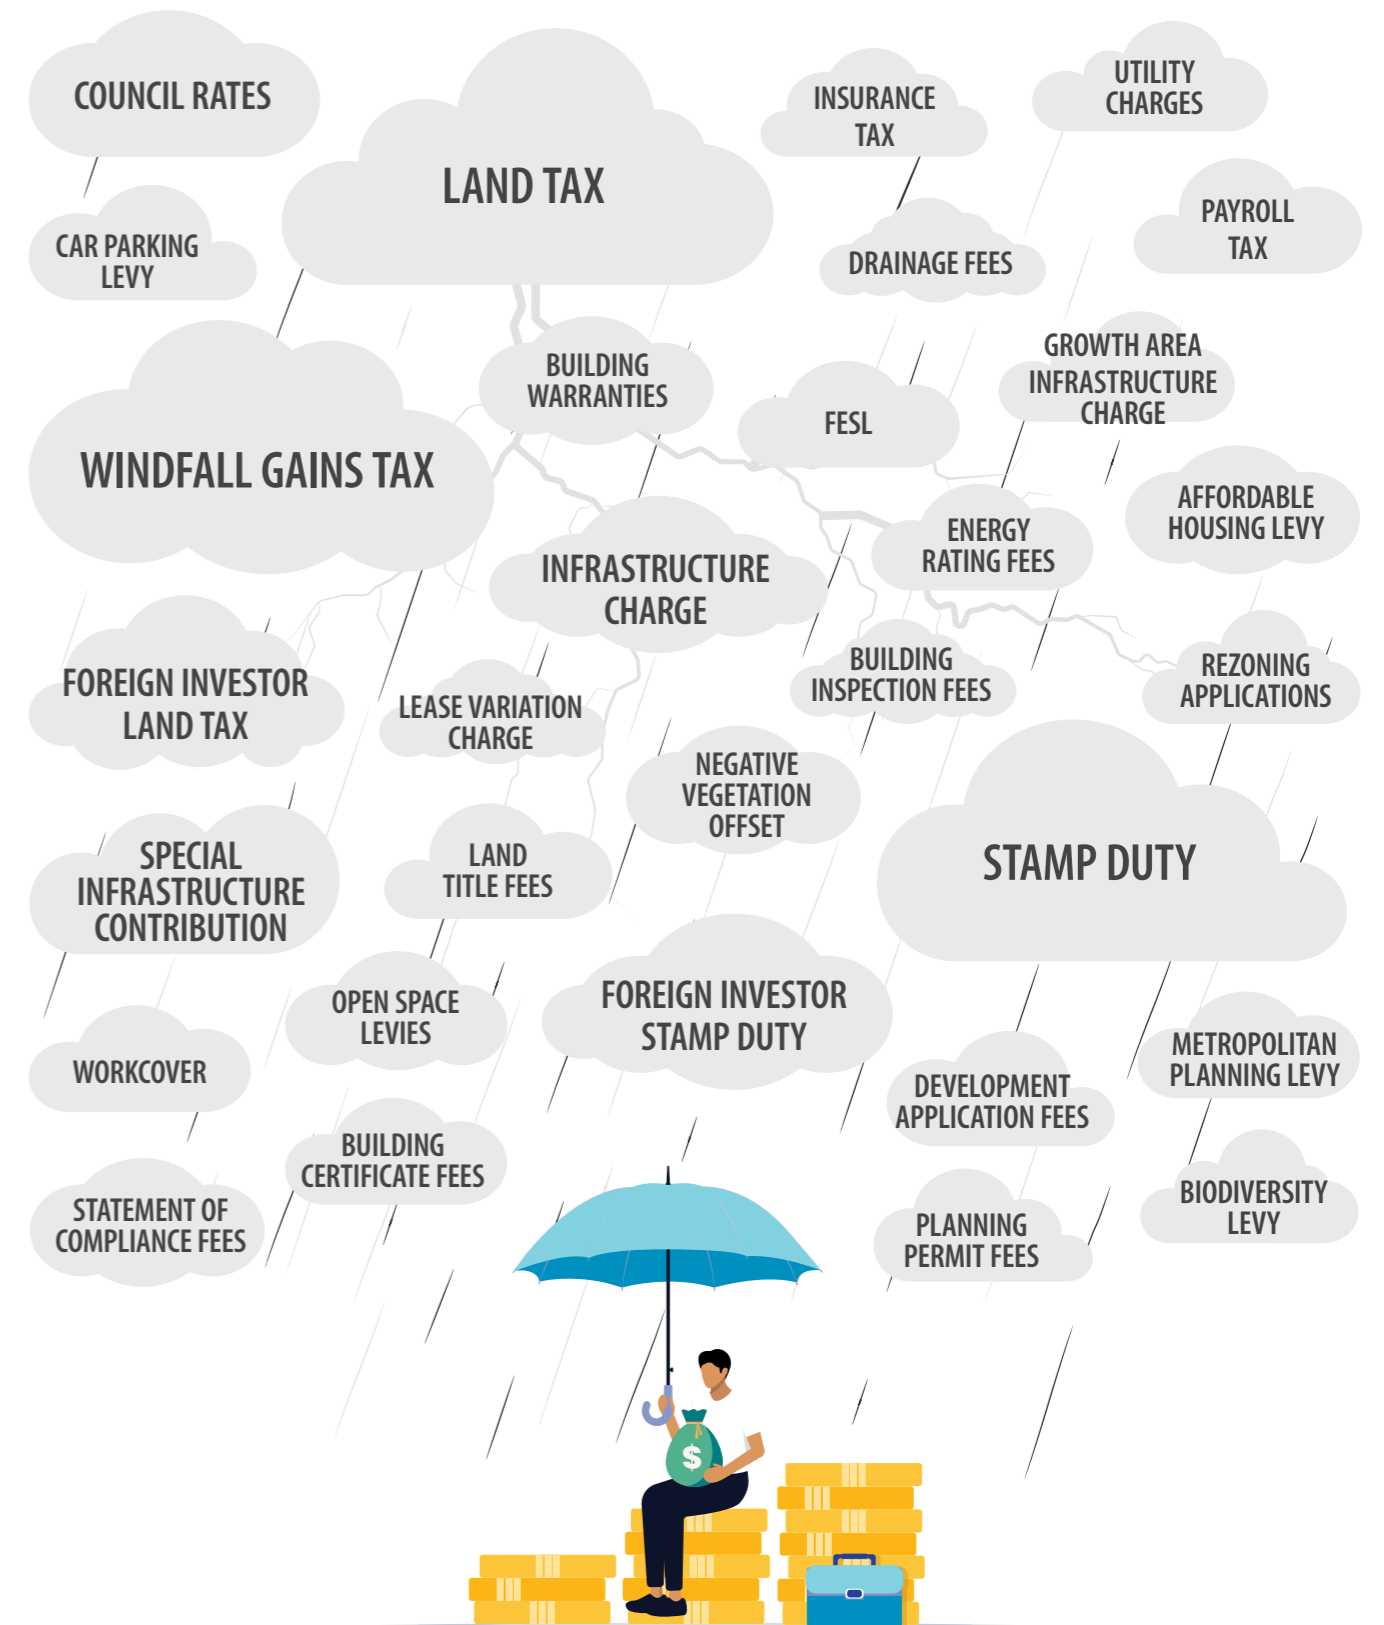 COUNCIL RATES
LAND TAX
INSURANCE
TAX
UTILITY
CHARGES
CAR PARKING
LEVY
DRAINAGE FEES
PAYROLL
TAX
BUILDING
WARRANTIES
FESL
GROWTH AREA
INFRASTRUCTURE
CHARGE
WINDFALL GAINS TAX
INFRASTRUCTURE
CHARGE
ENERGY
RATING FEES
AFFORDABLE
HOUSING LEVY
FOREIGN INVESTOR
LAND TAX
LEASE VARIATION
CHARGE
BUILDING
INSPECTION FEES
REZONING
APPLICATIONS
NEGATIVE
VEGETATION
OFFSET
STAMP DUTY
SPECIAL
INFRASTRUCTURE
CONTRIBUTION
LAND
TITLE FEES
OPEN SPACE
LEVIES
FOREIGN INVESTOR
STAMP DUTY
WORKCOVER
DEVELOPMENT
APPLICATION FEES
METROPOLITAN
PLANNING LEVY
BUILDING
CERTIFICATE FEES
STATEMENT OF
COMPLIANCE FEES
PLANNING
PERMIT FEES
BIODIVERSITY
LEVY
$